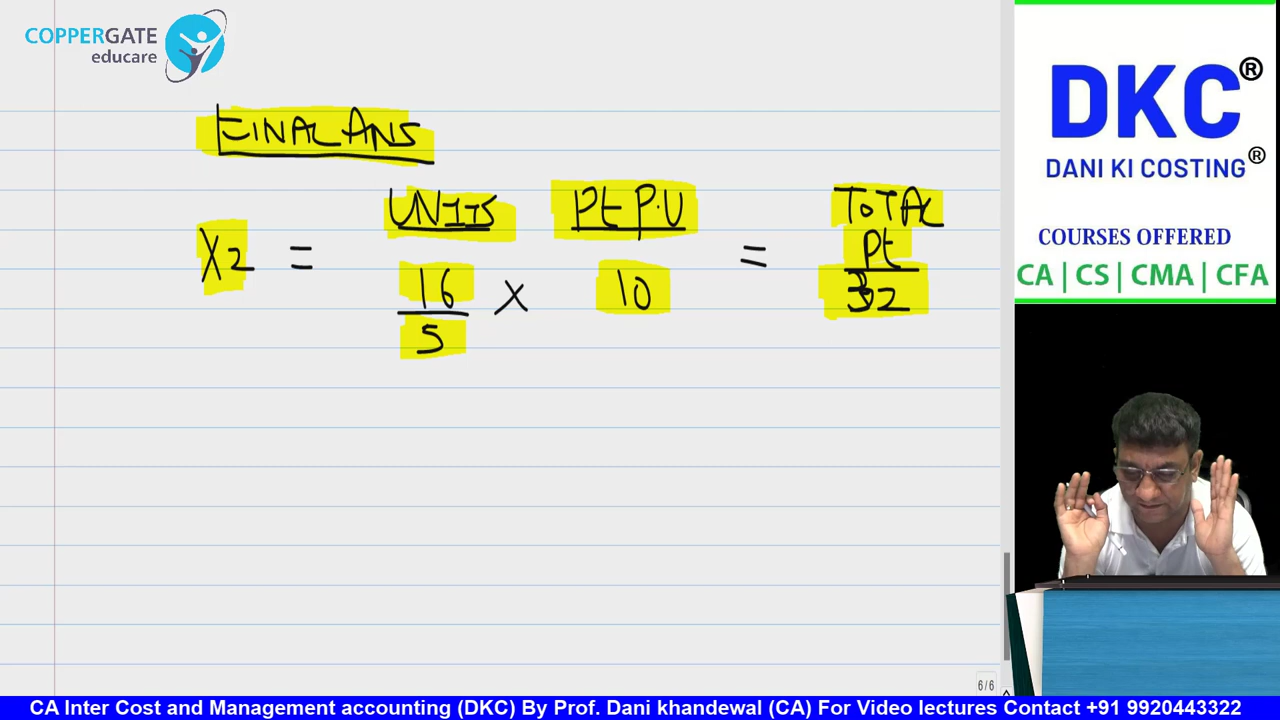 COPPERGATE
educare
FINAL ANS
UNITS Pt P.U TOTAL
Pt
X2 = 16/5 X 10 = 32
DKC®
DANI KI COSTING®
COURSES OFFERED
CA | CS | CMA | CFA
6/6
CA Inter Cost and Management accounting (DKC) By Prof. Dani khandewal (CA) For Video lectures Contact +91 9920443322